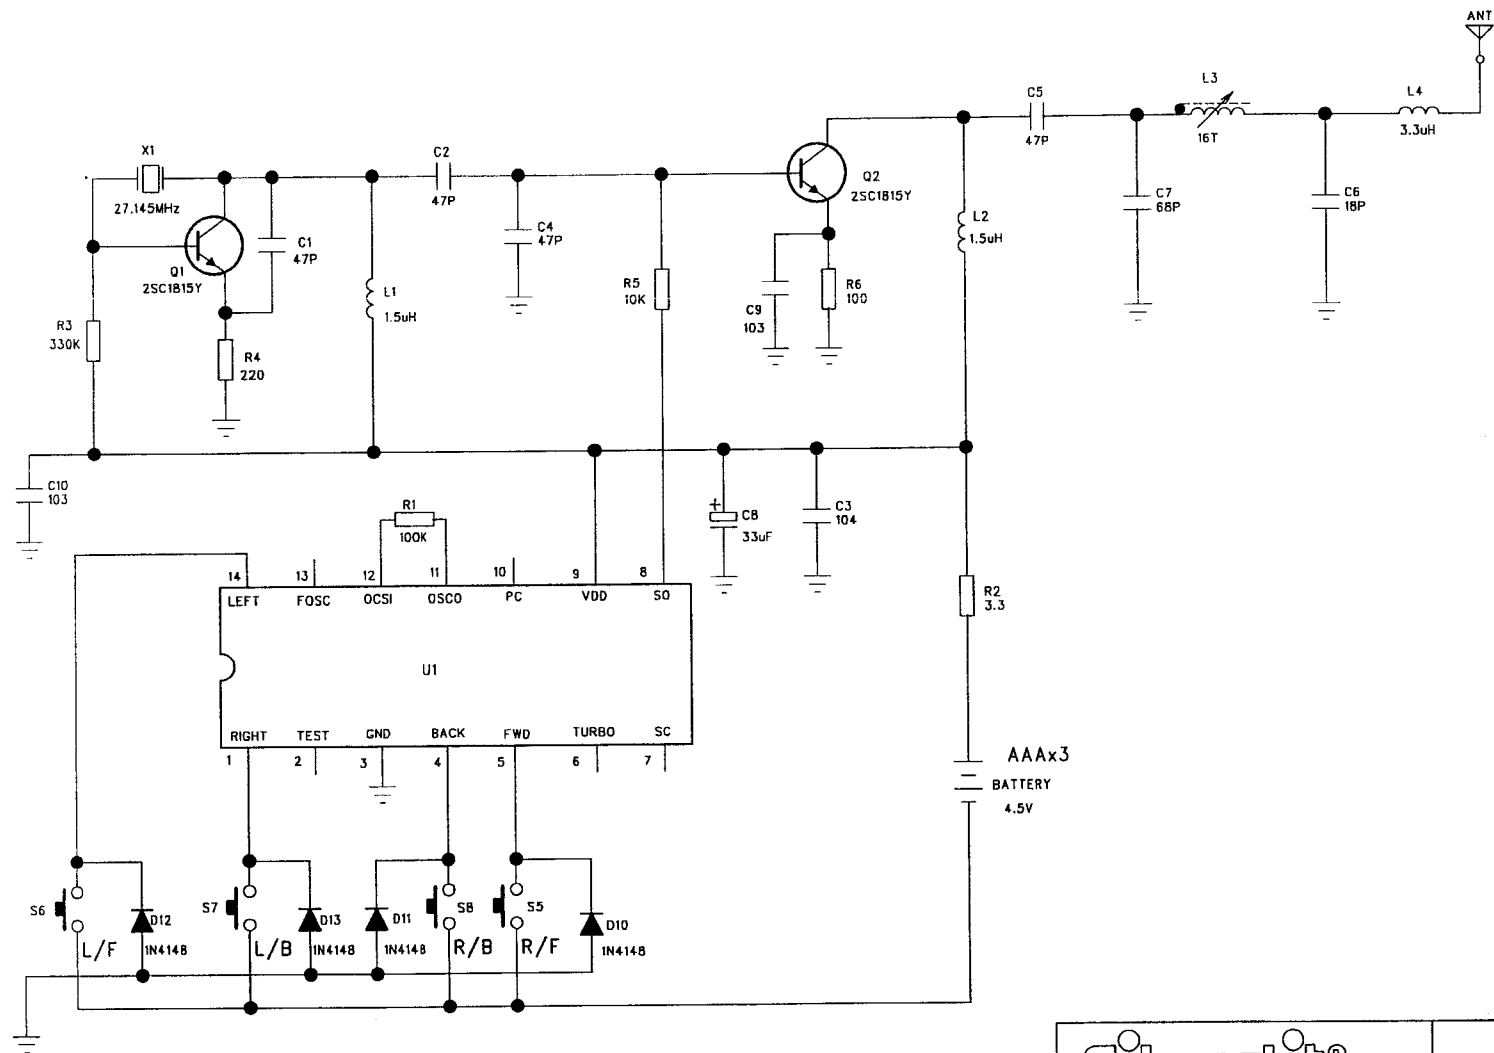 ANT
L3
16T
L4
3.3uH
C5
47P
X1
27.145MHz
C2
47P
Q2
2SC1815Y
C7
68P
C6
18P
Q1
2SC1815Y
C1
47P
C4
47P
L2
1.5uH
L1
1.5uH
R5
10K
R6
100
C9
103
R3
330K
R4
220
C10
103
R1
100K
C8
33uF
C3
104
+
14 13 12 11 10 9 8
LEFT FOSC OCSI OSCO PC VDD SO
R2
3.3
U1
RIGHT TEST GND BACK FWD TURBO SC
1 2 3 4 5 6 7
AAAx3
BATTERY
4.5V
S6
L/F
D12
1N4148
S7
L/B
D13
1N4148
D11
1N4148
S8
R/B
S5
R/F
D10
1N4148